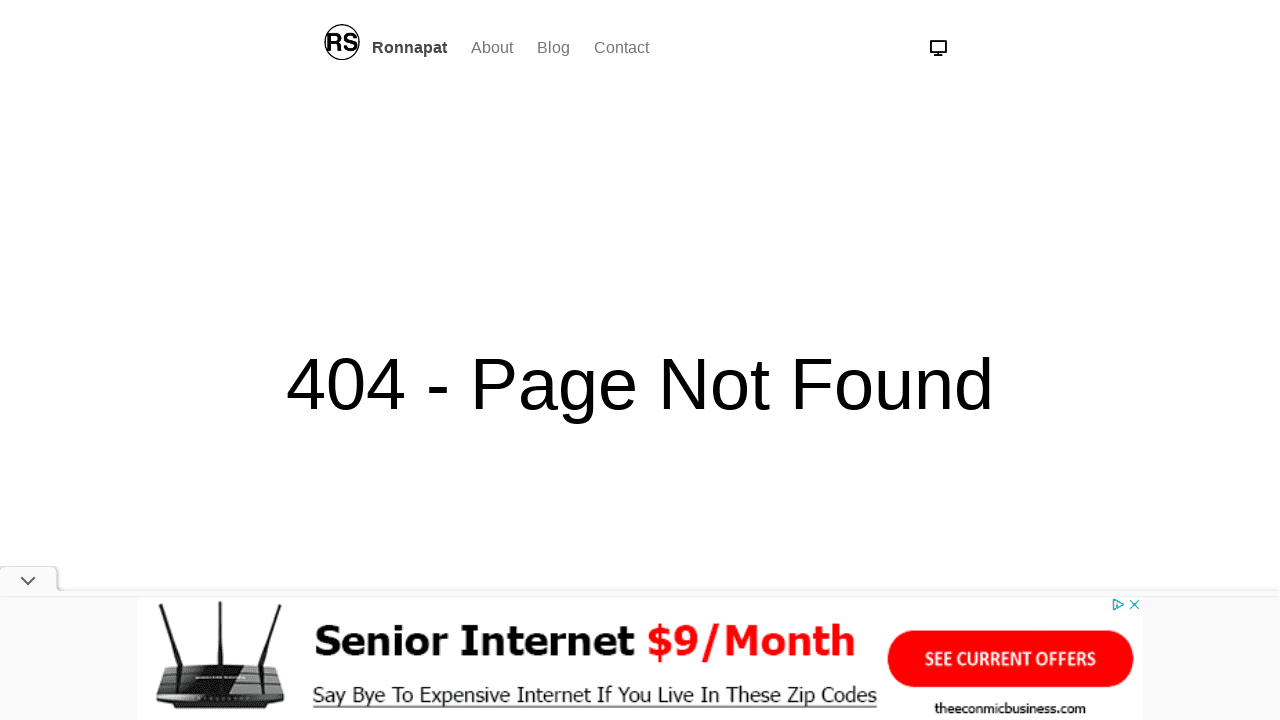 RS Ronnapat About Blog Contact
404 - Page Not Found
Senior Internet $9/Month
SEE CURRENT OFFERS
Say Bye To Expensive Internet If You Live In These Zip Codes
theeconmicbusiness.com